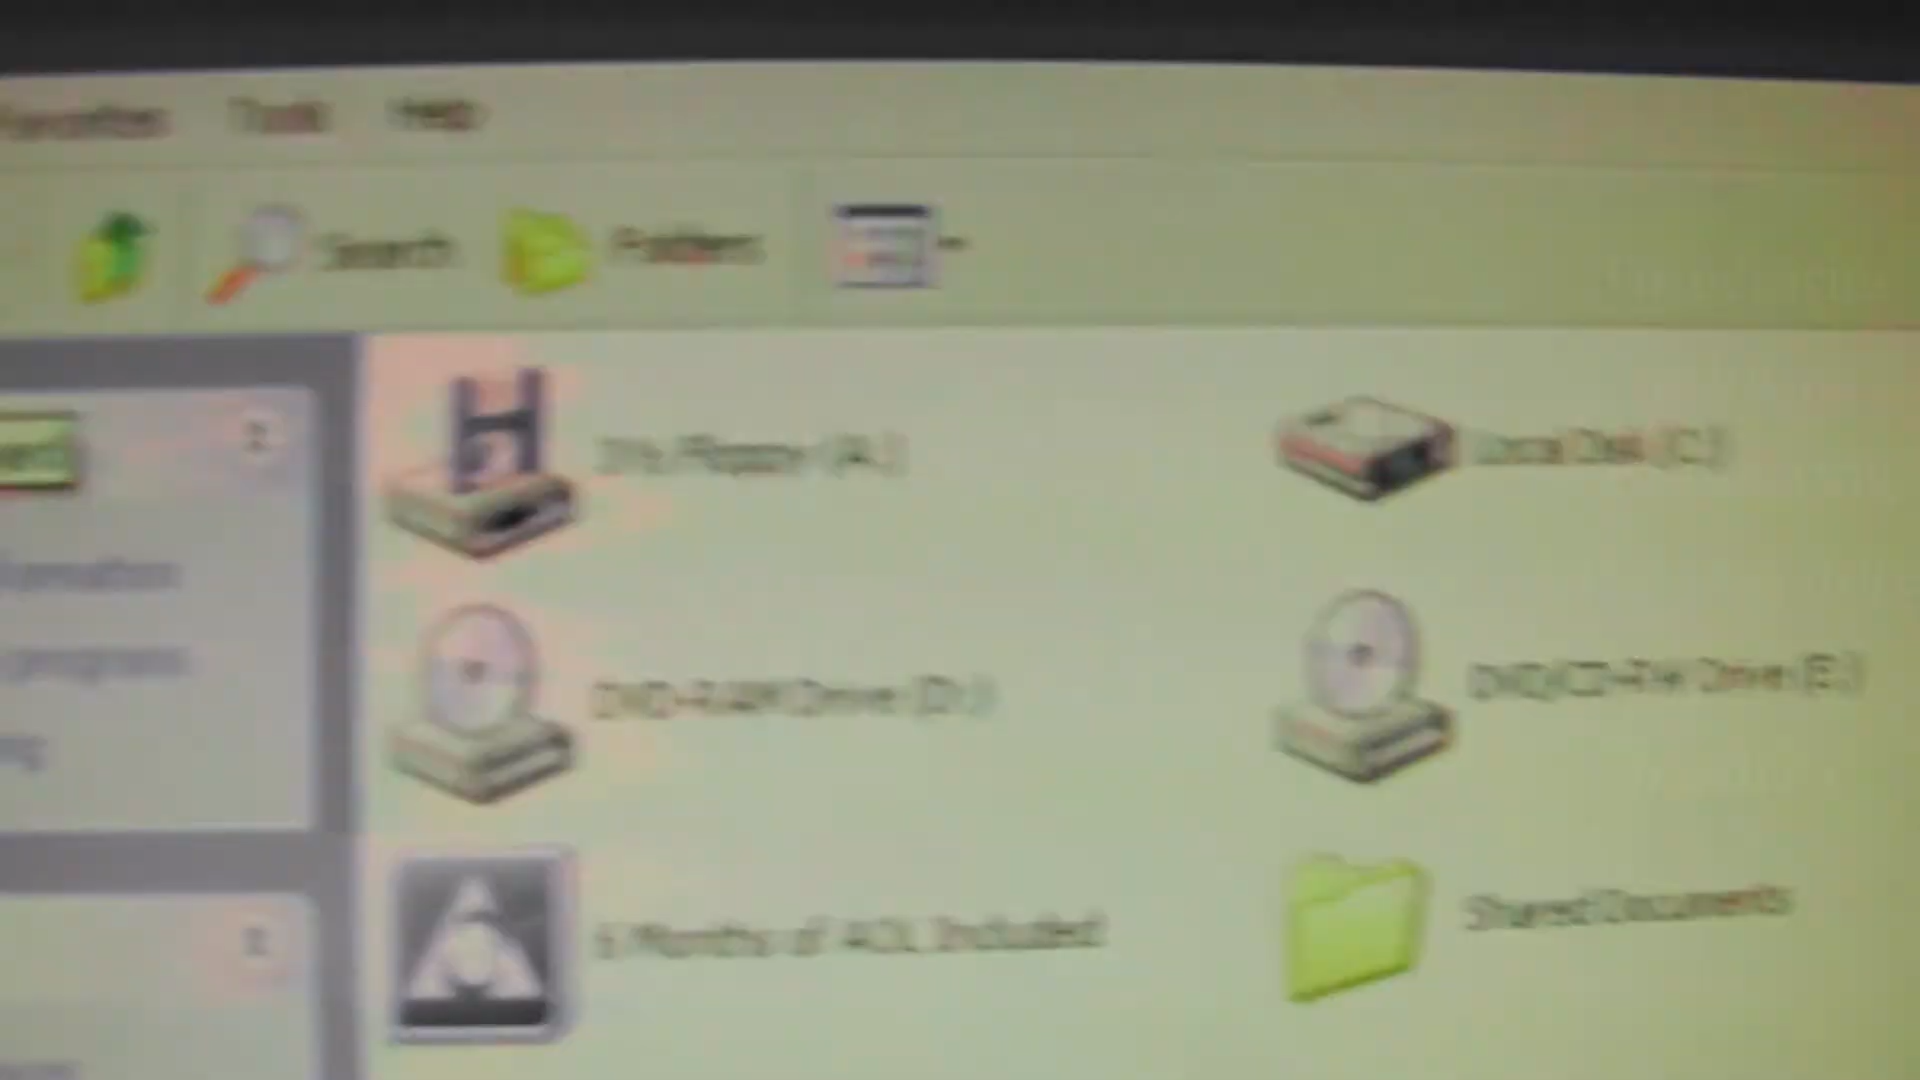 Favorites Tools Help
Search Folders
3½ Floppy (A:)
Local Disk (C:)
DVD-RAM Drive (D:)
DVD/CD-RW Drive (E:)
6 Months of AOL Included
Shared Documents